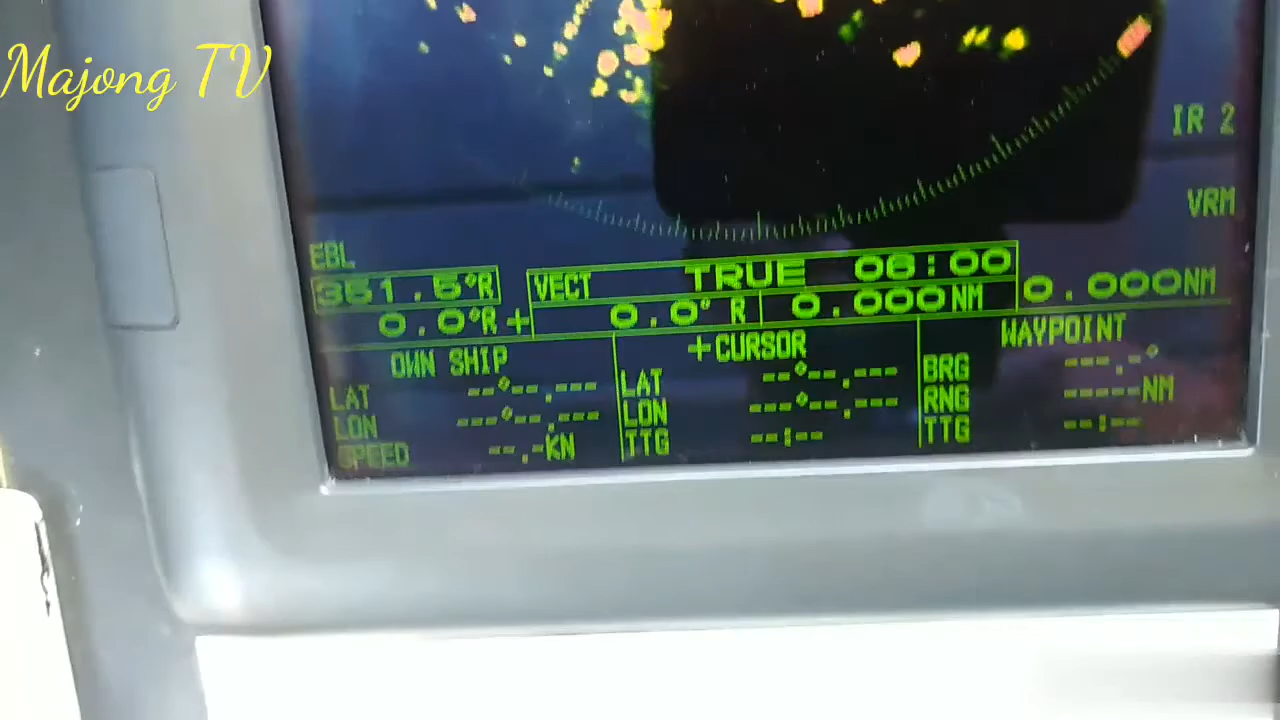 Majong TV
IR 2
VRM
EBL
351.5°R
VECT TRUE 06:00
0.000NM
0.0°R +
0.0° R 0.000NM
OWN SHIP
LAT --°--.---
LON ---°--.---
SPEED --.-KN
+CURSOR
LAT --°--.---
LON ---°--.---
TTG --:--
WAYPOINT
BRG ---.-°
RNG -----NM
TTG --:--